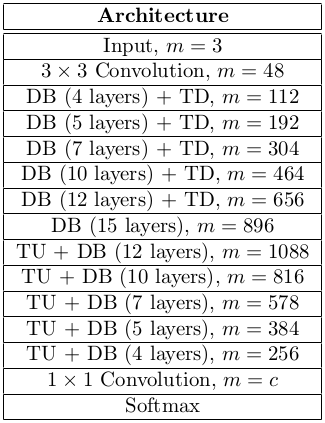 Architecture
Input, m = 3
3 × 3 Convolution, m = 48
DB (4 layers) + TD, m = 112
DB (5 layers) + TD, m = 192
DB (7 layers) + TD, m = 304
DB (10 layers) + TD, m = 464
DB (12 layers) + TD, m = 656
DB (15 layers), m = 896
TU + DB (12 layers), m = 1088
TU + DB (10 layers), m = 816
TU + DB (7 layers), m = 578
TU + DB (5 layers), m = 384
TU + DB (4 layers), m = 256
1 × 1 Convolution, m = c
Softmax